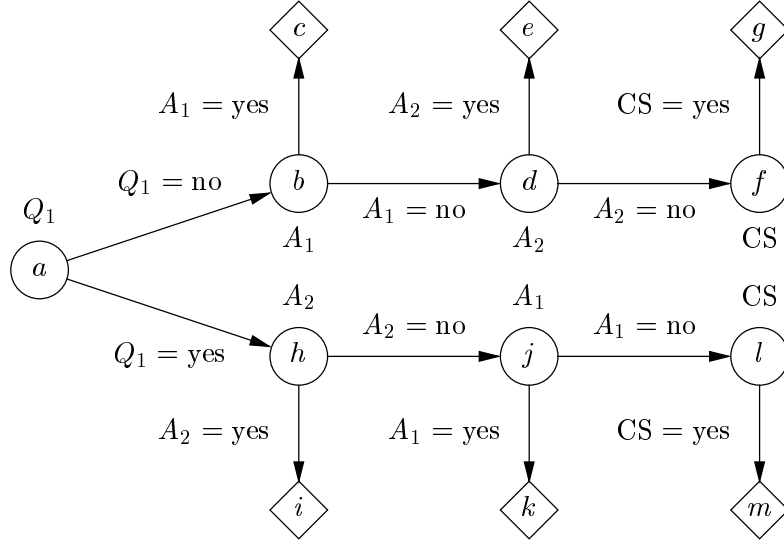 c e g
A₁ = yes A₂ = yes CS = yes
Q₁ = no b d f
Q₁ A₁ = no A₂ = no
A₁ A₂ CS
a
A₂ A₁ CS
A₂ = no A₁ = no
Q₁ = yes h j l
A₂ = yes A₁ = yes CS = yes
i k m